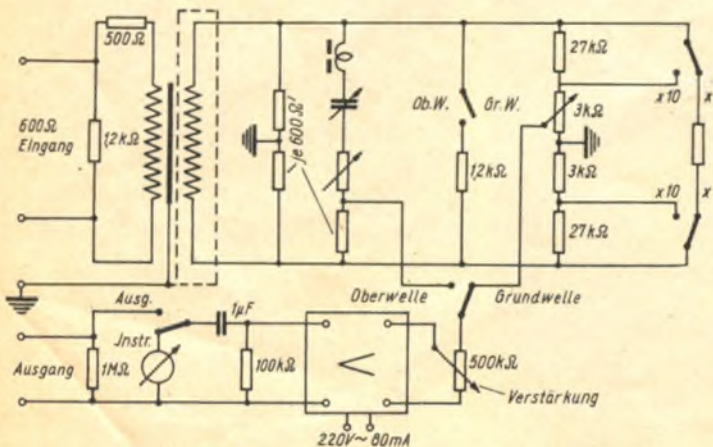 500Ω
600Ω
Eingang
1,2kΩ
je 600Ω
Ob.W.
Gr.W.
1,2kΩ
27kΩ
3kΩ
3kΩ
27kΩ
x10
x
x10
x
Oberwelle
Grundwelle
Ausg.
Jnstr.
1µF
Ausgang
1MΩ
100kΩ
500kΩ
Verstärkung
220V~ 80mA